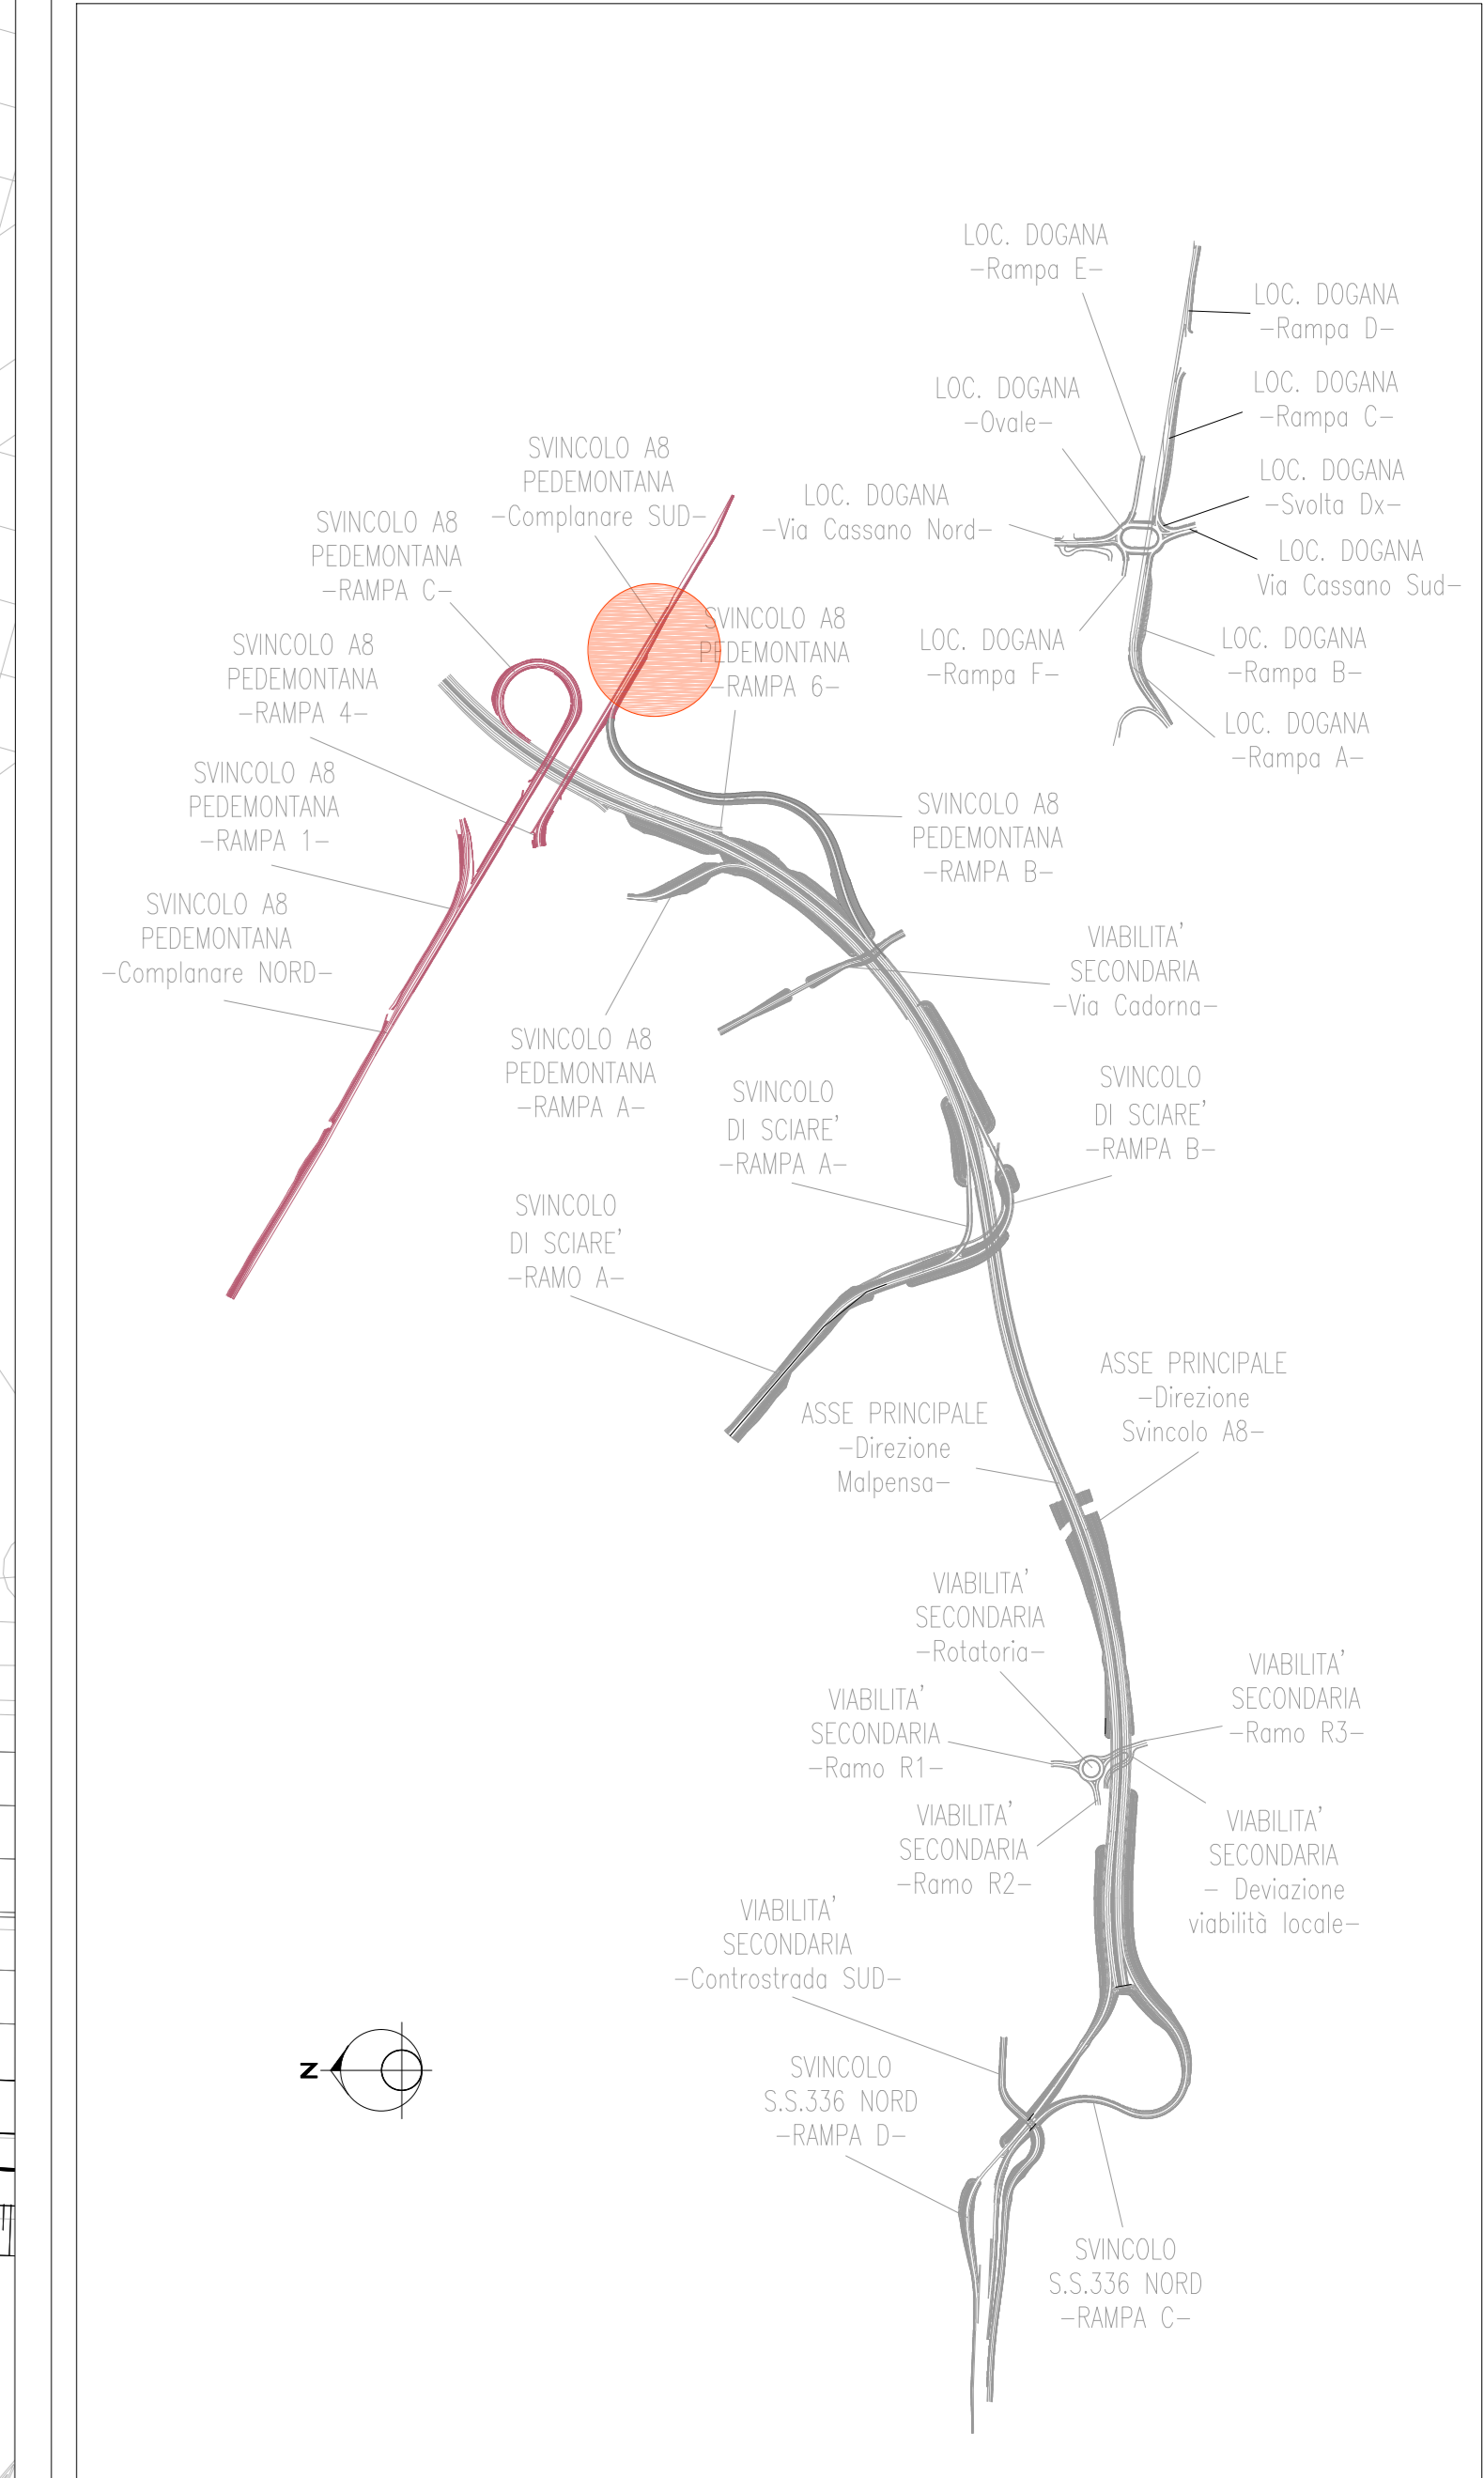 LOC. DOGANA
-Rampa E-
LOC. DOGANA
-Rampa D-
LOC. DOGANA
-Ovale-
LOC. DOGANA
-Rampa C-
SVINCOLO A8
PEDEMONTANA
-Complanare SUD-
LOC. DOGANA
-Via Cassano Nord-
LOC. DOGANA
-Svolta Dx-
SVINCOLO A8
PEDEMONTANA
-RAMPA C-
LOC. DOGANA
Via Cassano Sud-
SVINCOLO A8
PEDEMONTANA
-RAMPA 6-
SVINCOLO A8
PEDEMONTANA
-RAMPA 4-
LOC. DOGANA
-Rampa F-
LOC. DOGANA
-Rampa B-
LOC. DOGANA
-Rampa A-
SVINCOLO A8
PEDEMONTANA
-RAMPA 1-
SVINCOLO A8
PEDEMONTANA
-RAMPA B-
SVINCOLO A8
PEDEMONTANA
-Complanare NORD-
VIABILITA'
SECONDARIA
-Via Cadorna-
SVINCOLO A8
PEDEMONTANA
-RAMPA A-
SVINCOLO
DI SCIARE'
-RAMPA A-
SVINCOLO
DI SCIARE'
-RAMPA B-
SVINCOLO
DI SCIARE'
-RAMO A-
ASSE PRINCIPALE
-Direzione
Svincolo A8-
ASSE PRINCIPALE
-Direzione
Malpensa-
VIABILITA'
SECONDARIA
-Rotatoria-
VIABILITA'
SECONDARIA
-Ramo R3-
VIABILITA'
SECONDARIA
-Ramo R1-
VIABILITA'
SECONDARIA
-Ramo R2-
VIABILITA'
SECONDARIA
- Deviazione
viabilità locale-
VIABILITA'
SECONDARIA
-Controstrada SUD-
N
SVINCOLO
S.S.336 NORD
-RAMPA D-
SVINCOLO
S.S.336 NORD
-RAMPA C-